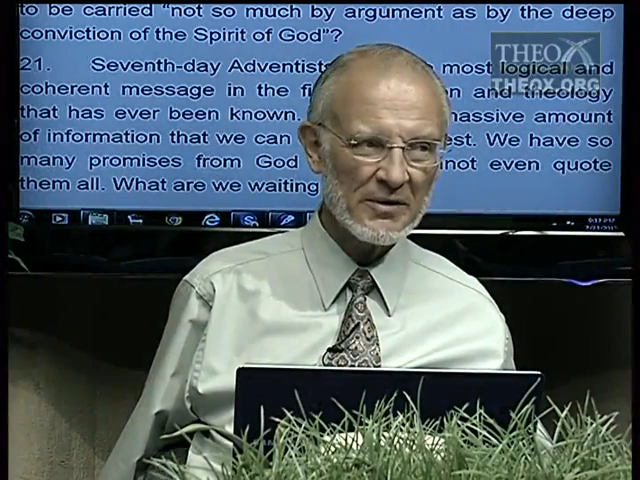 to be carried "not so much by argument as by the deep
conviction of the Spirit of God"?
THEOX
THEOX.ORG
21. Seventh-day Adventists most logical and
coherent message in the and theology
that has ever been known. massive amount
of information that we can We have so
many promises from God not even quote
them all. What are we waiting